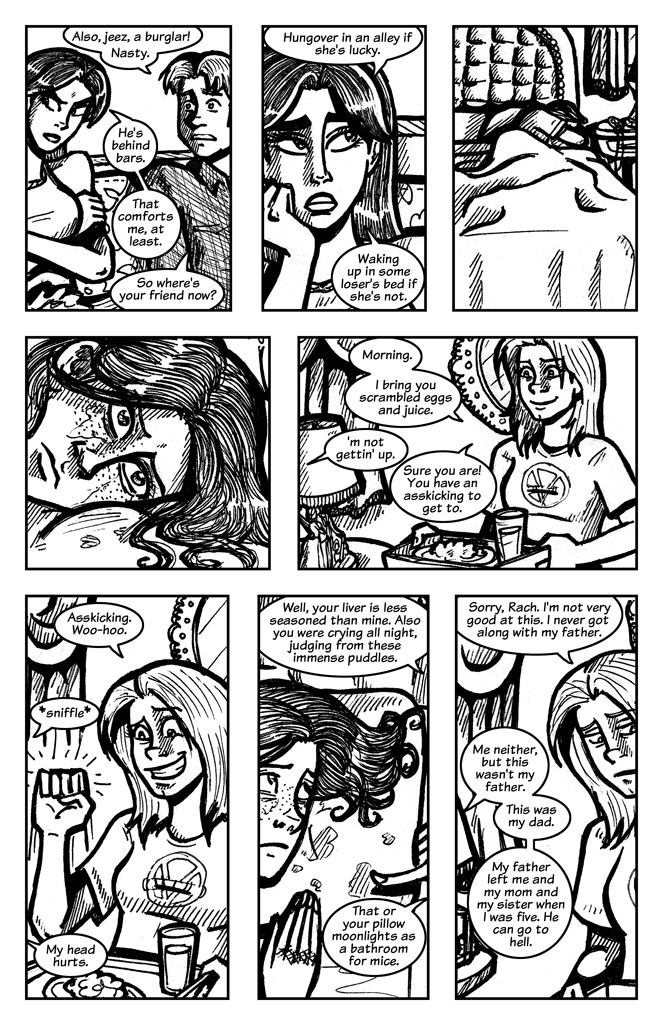 Also, jeez, a burglar!
Nasty.
He's
behind
bars.
That
comforts
me, at
least.
So where's
your friend now?
Hungover in an alley if
she's lucky.
Waking
up in some
loser's bed if
she's not.
Morning.
I bring you
scrambled eggs
and juice.
'm not
gettin' up.
Sure you are!
You have an
asskicking to
get to.
Asskicking.
Woo-hoo.
*sniffle*
My head
hurts.
Well, your liver is less
seasoned than mine. Also
you were crying all night,
judging from these
immense puddles.
That or
your pillow
moonlights as
a bathroom
for mice.
Sorry, Rach. I'm not very
good at this. I never got
along with my father.
Me neither,
but this
wasn't my
father.
This was
my dad.
My father
left me and
my mom and
my sister when
I was five. He
can go to
hell.